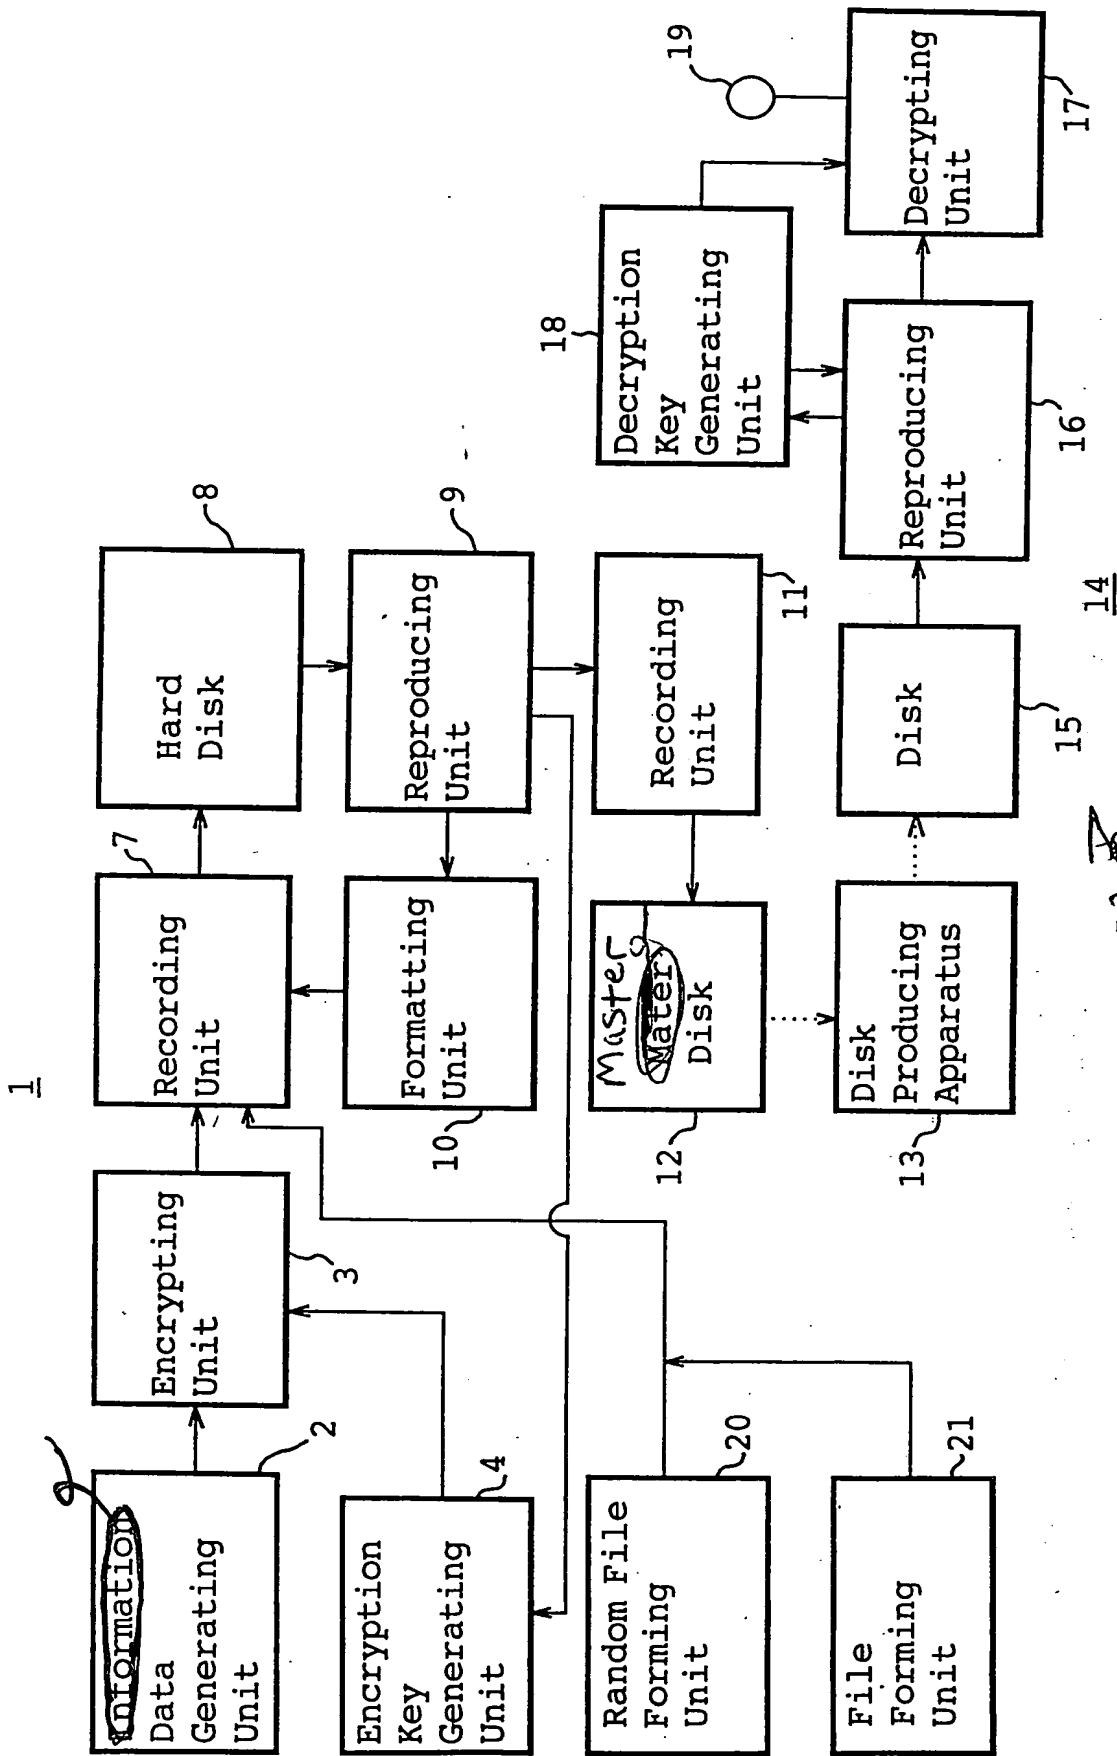 1
Information
Data
Generating
Unit
2
Encrypting
Unit
3
Recording
Unit
7
Hard
Disk
8
Encryption
Key
Generating
Unit
4
Formatting
Unit
10
Reproducing
Unit
9
Random File
Forming
Unit
20
Master
Mater
Disk
12
Recording
Unit
11
Decryption
Key
Generating
Unit
18
19
File
Forming
Unit
21
Disk
Producing
Apparatus
13
Disk
15
Reproducing
Unit
16
Decrypting
Unit
17
14